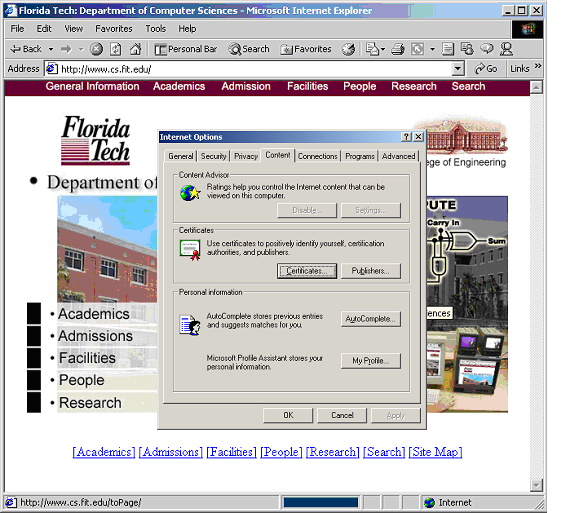 Florida Tech: Department of Computer Sciences - Microsoft Internet Explorer
File Edit View Favorites Tools Help
Back Personal Bar Search Favorites
Address http://www.cs.fit.edu/ Go Links »
General Information Academics Admission Facilities People Research Search
Florida
Tech
ge of Engineering
• Department of
Internet Options
General Security Privacy Content Connections Programs Advanced
Content Advisor
Ratings help you control the Internet content that can be
viewed on this computer.
Disable... Settings...
Certificates
Use certificates to positively identify yourself, certification
authorities, and publishers.
Certificates... Publishers...
Personal information
AutoComplete stores previous entries
and suggests matches for you.
AutoComplete...
Microsoft Profile Assistant stores your
personal information.
My Profile...
OK Cancel Apply
PUTE
Carry In
Sum
ences
• Academics
• Admissions
• Facilities
• People
• Research
[Academics] [Admissions] [Facilities] [People] [Research] [Search] [Site Map]
http://www.cs.fit.edu/toPage/ Internet